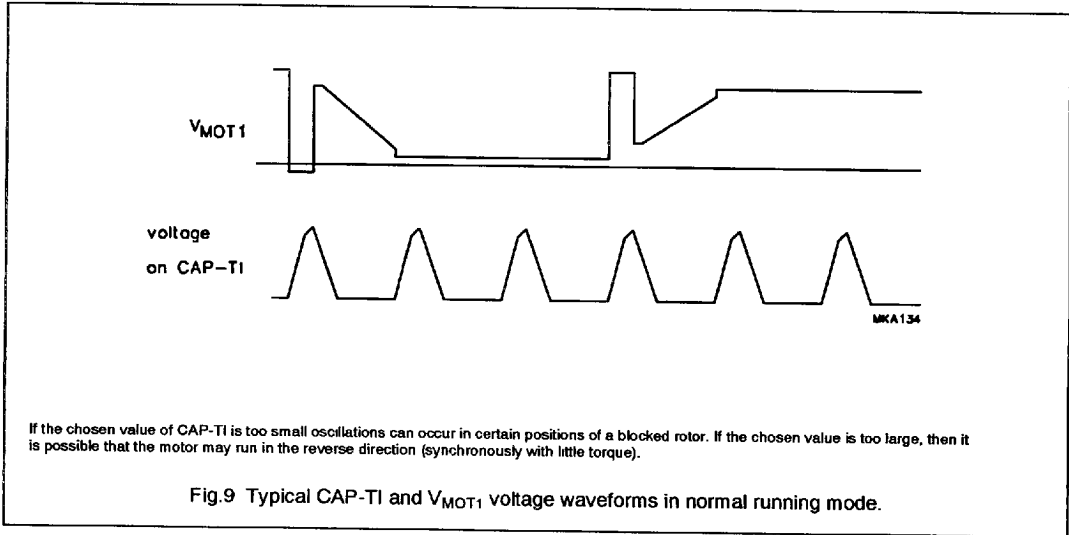 VMOT1
voltage
on CAP-TI
MKA134
If the chosen value of CAP-TI is too small oscillations can occur in certain positions of a blocked rotor. If the chosen value is too large, then it
is possible that the motor may run in the reverse direction (synchronously with little torque).
Fig.9 Typical CAP-TI and VMOT1 voltage waveforms in normal running mode.